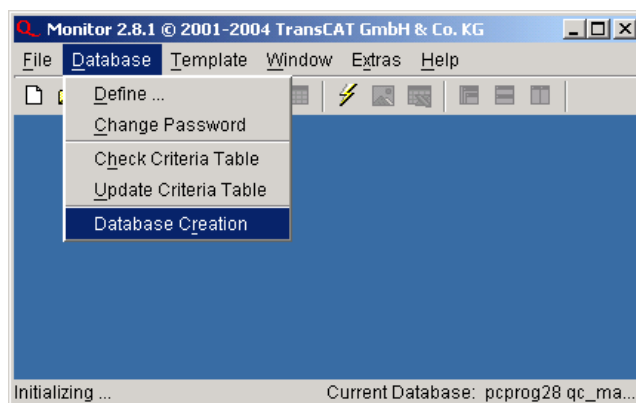 Monitor 2.8.1 © 2001-2004 TransCAT GmbH & Co. KG
File Database Template Window Extras Help
Define ...
Change Password
Check Criteria Table
Update Criteria Table
Database Creation
Initializing ... Current Database: pcprog28 qc_ma...